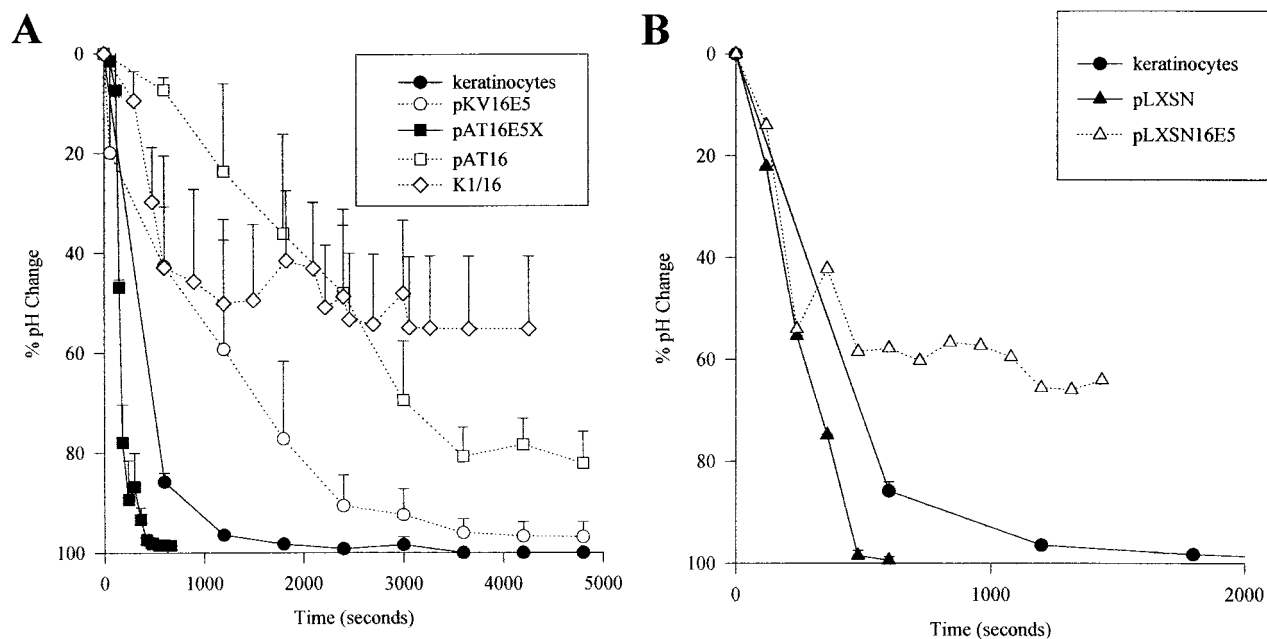 A
0
20
40
60
80
100
% pH Change
0
1000
2000
3000
4000
5000
Time (seconds)
keratinocytes
pKV16E5
pAT16E5X
pAT16
K1/16
B
0
20
40
60
80
100
% pH Change
0
1000
2000
Time (seconds)
keratinocytes
pLXSN
pLXSN16E5